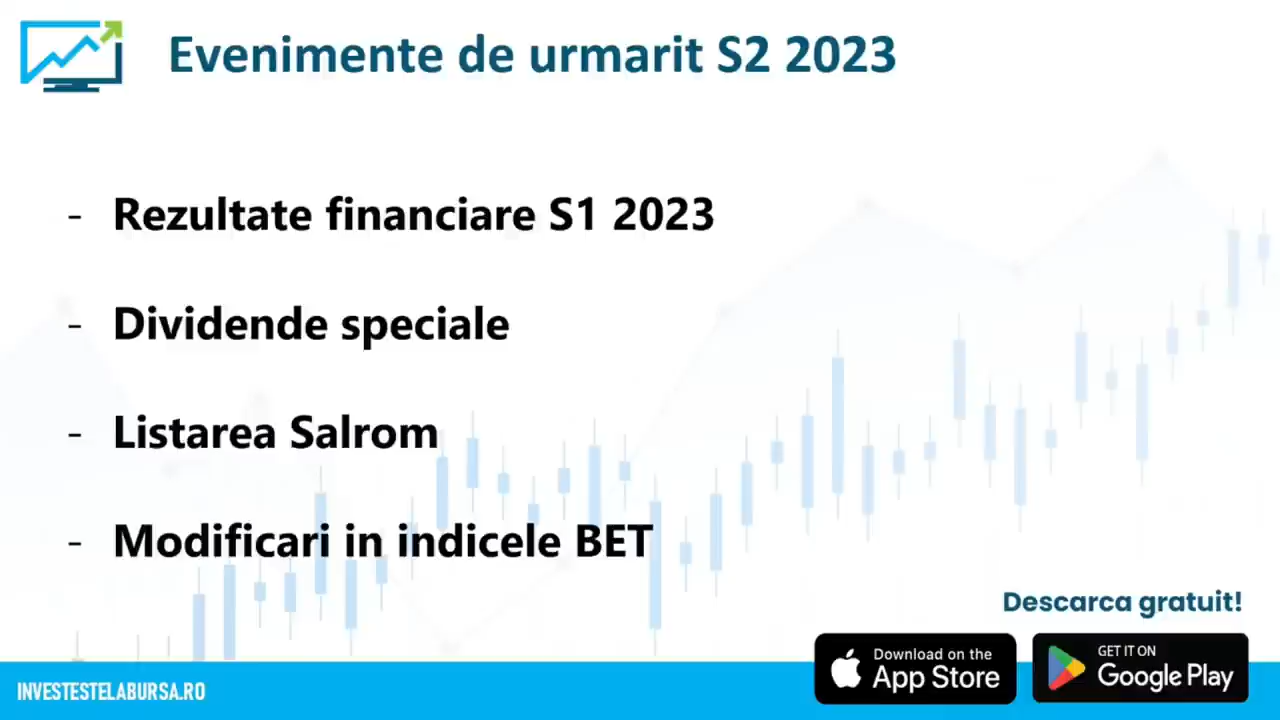 Evenimente de urmarit S2 2023
- Rezultate financiare S1 2023
- Dividende speciale
- Listarea Salrom
- Modificari in indicele BET
Descarca gratuit!
Download on the
App Store
GET IT ON
Google Play
INVESTESTELABURSA.RO